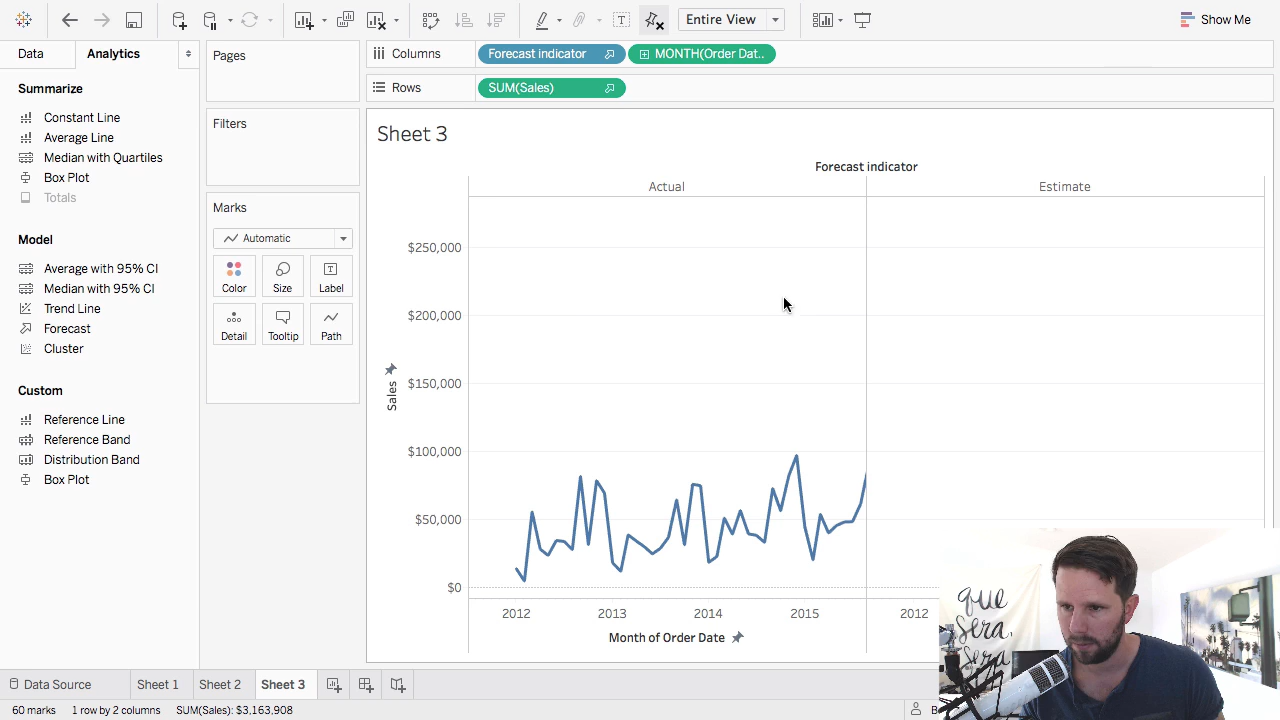 Entire View
Show Me
Data
Analytics
Summarize
Constant Line
Average Line
Median with Quartiles
Box Plot
Totals
Model
Average with 95% CI
Median with 95% CI
Trend Line
Forecast
Cluster
Custom
Reference Line
Reference Band
Distribution Band
Box Plot
Pages
Filters
Marks
Automatic
Color
Size
Label
Detail
Tooltip
Path
Columns
Forecast indicator
MONTH(Order Dat..
Rows
SUM(Sales)
Sheet 3
Forecast indicator
Actual
Estimate
Sales
$250,000
$200,000
$150,000
$100,000
$50,000
$0
2012
2013
2014
2015
2012
Month of Order Date
que
Sera,
Sera
Data Source
Sheet 1
Sheet 2
Sheet 3
60 marks
1 row by 2 columns